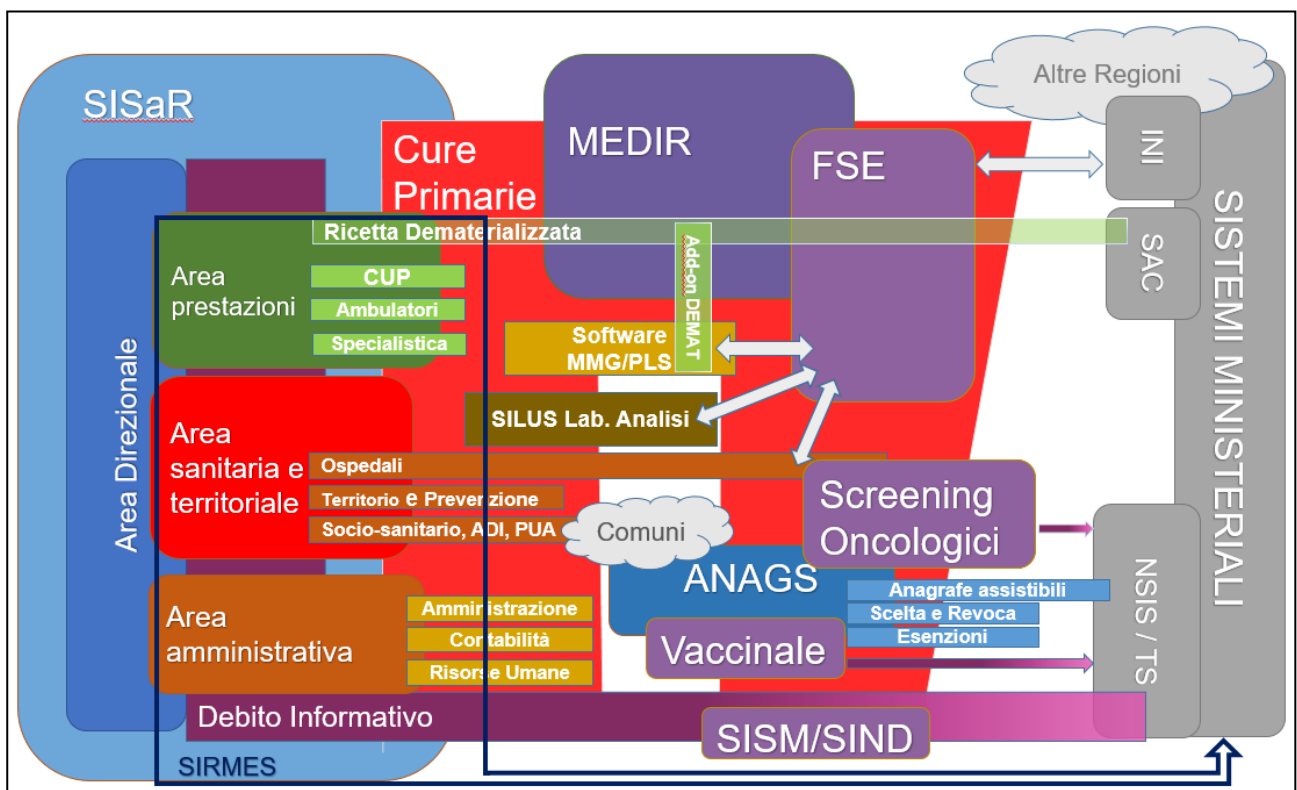 SISaR
Area Direzionale
Cure
Primarie
MEDIR
FSE
Altre Regioni
INI
SAC
SISTEMI MINISTERIALI
Ricetta Dematerializzata
Add-on DEMAT
Area
prestazioni
CUP
Ambulatori
Specialistica
Software
MMG/PLS
SILUS Lab. Analisi
Area
sanitaria e
territoriale
Ospedali
Territorio e Prevenzione
Socio-sanitario, ADI, PUA
Comuni
Screening
Oncologici
ANAGS
Anagrafe assistibili
Scelta e Revoca
Esenzioni
Vaccinale
NSIS / TS
Area
amministrativa
Amministrazione
Contabilità
Risorse Umane
Debito Informativo
SISM/SIND
SIRMES